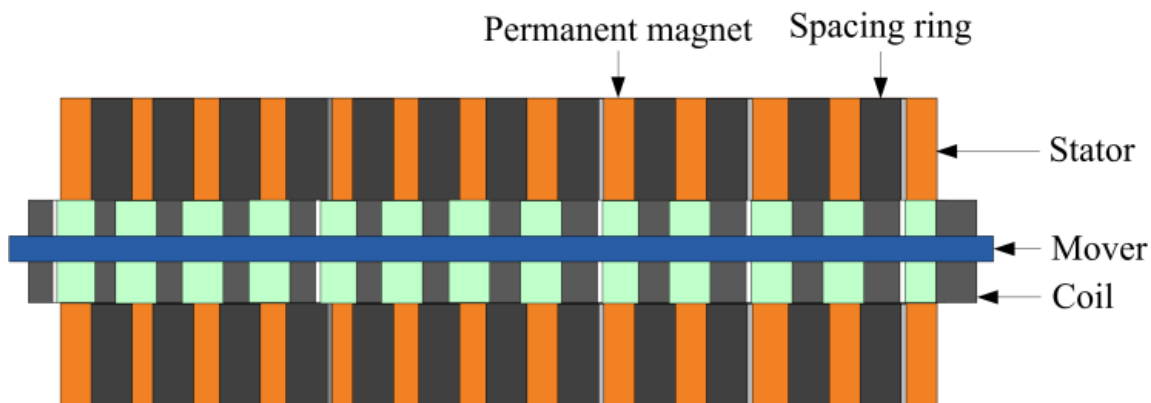 Permanent magnet
Spacing ring
Stator
Mover
Coil